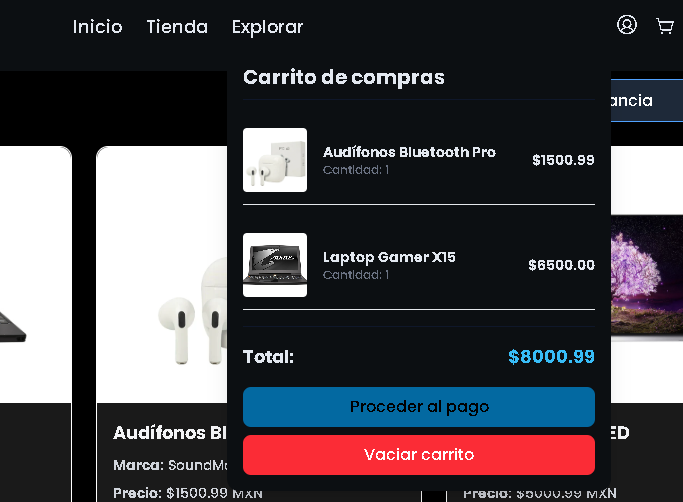 Inicio Tienda Explorar
Carrito de compras
ancia
Audífonos Bluetooth Pro
Cantidad: 1
$1500.99
Laptop Gamer X15
Cantidad: 1
$6500.00
Total: $8000.99
Proceder al pago
Vaciar carrito
Audífonos Bl
Marca: SoundMa
Precio: $1500.99 MXN
ED
Precio: $5000.99 MXN